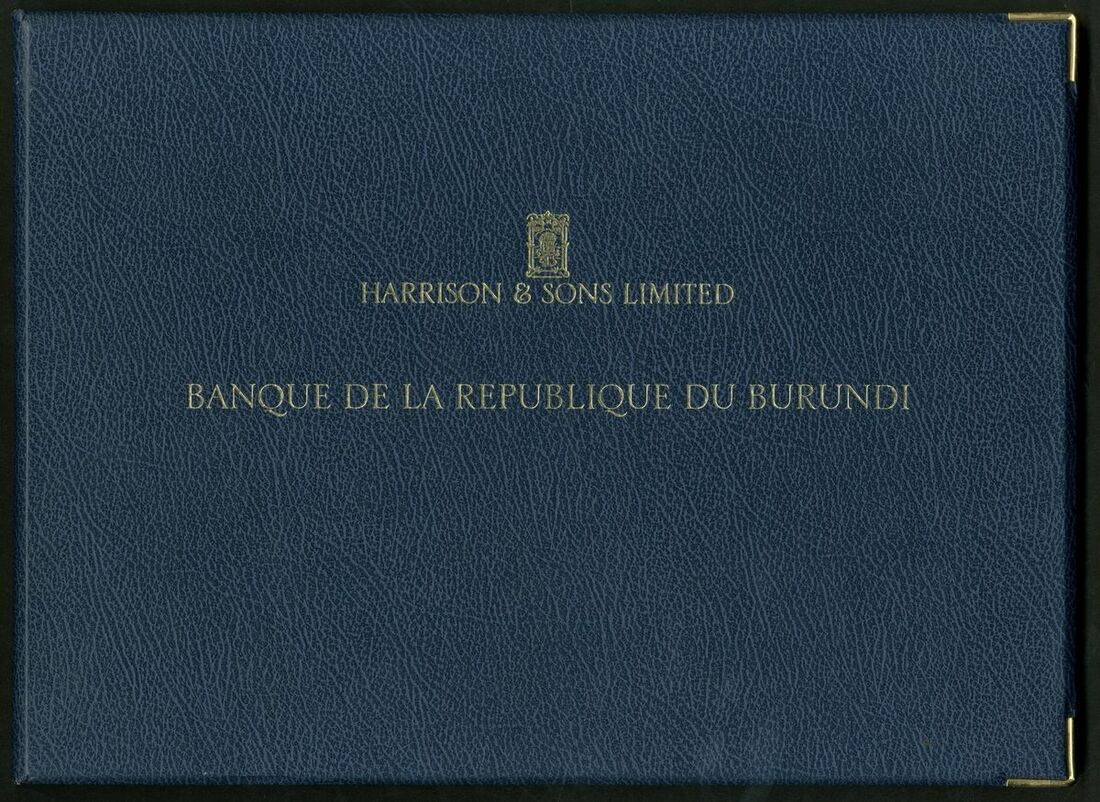 HARRISON & SONS LIMITED
BANQUE DE LA REPUBLIQUE DU BURUNDI